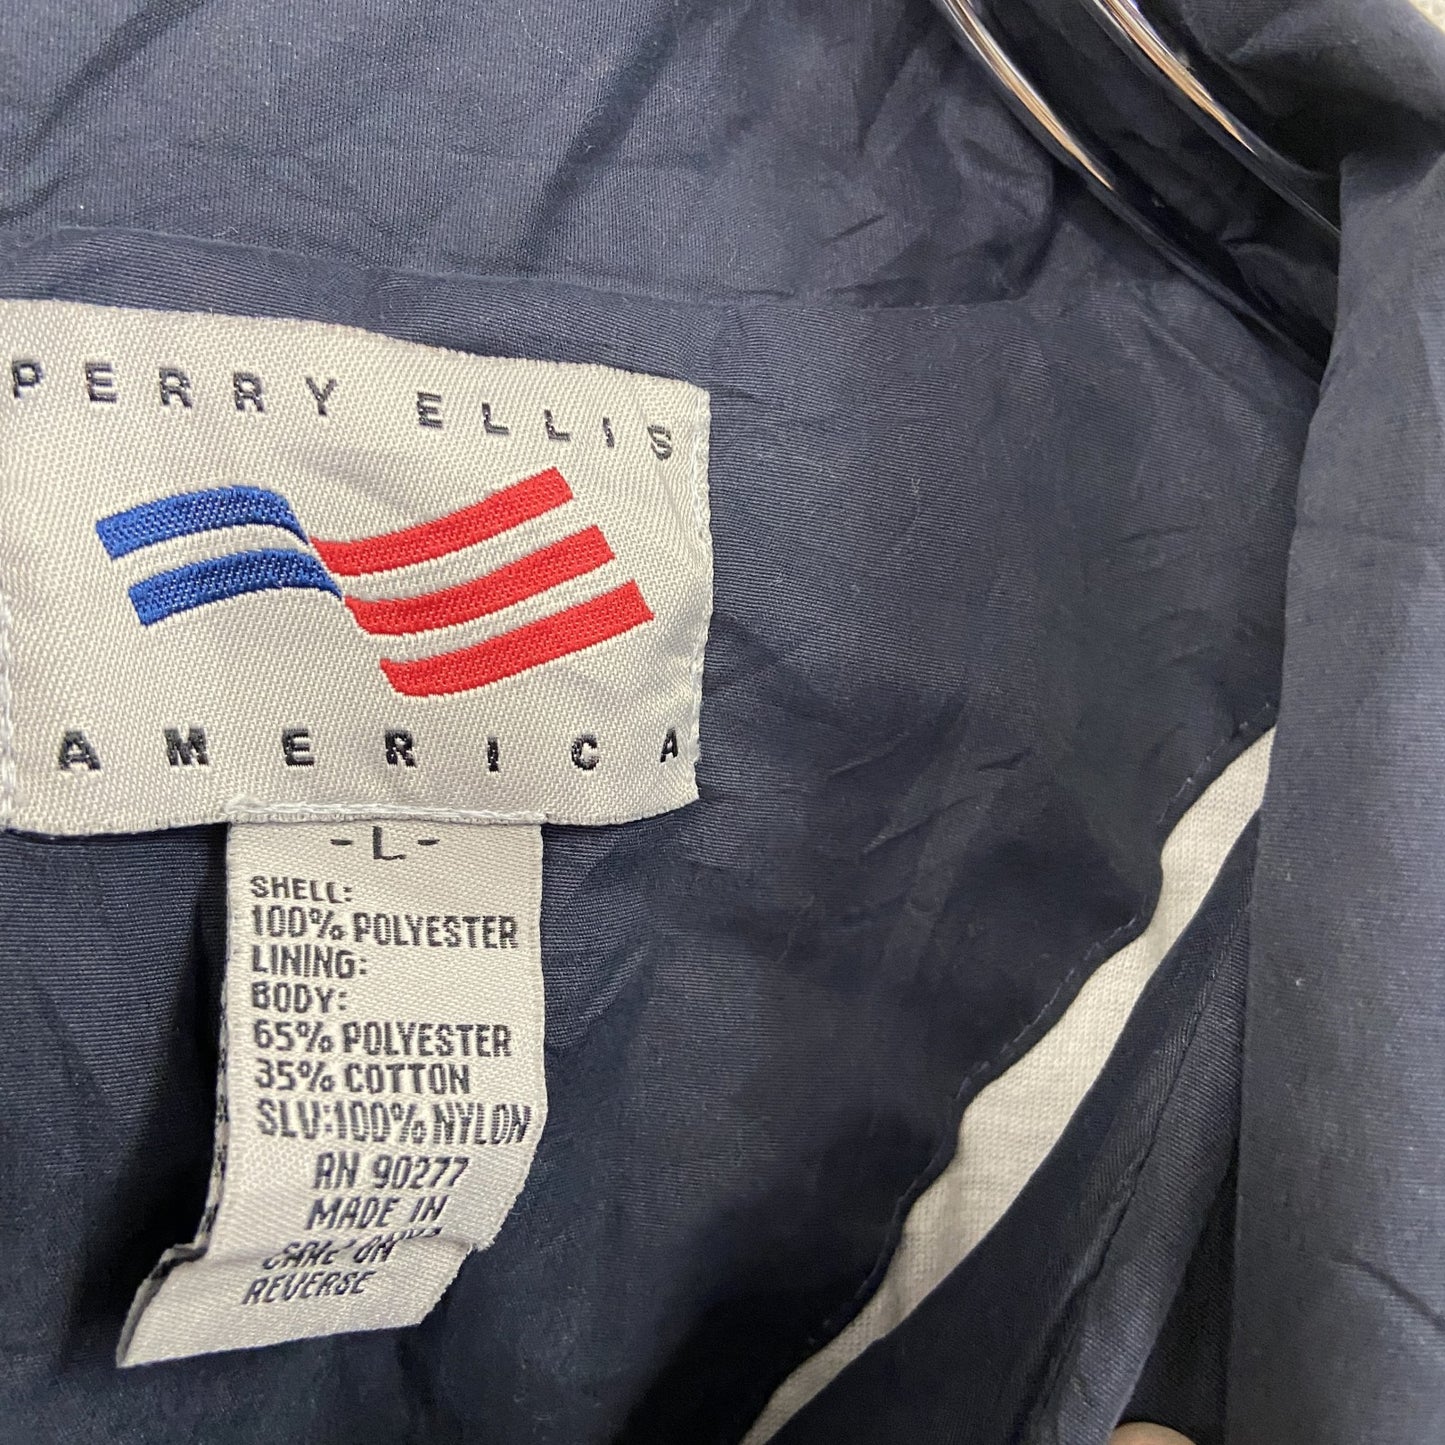 PERRY ELLIS
AMERICA
-L-
SHELL:
100% POLYESTER
LINING:
BODY:
65% POLYESTER
35% COTTON
SLV:100% NYLON
RN 90277
MADE IN
REVERSE